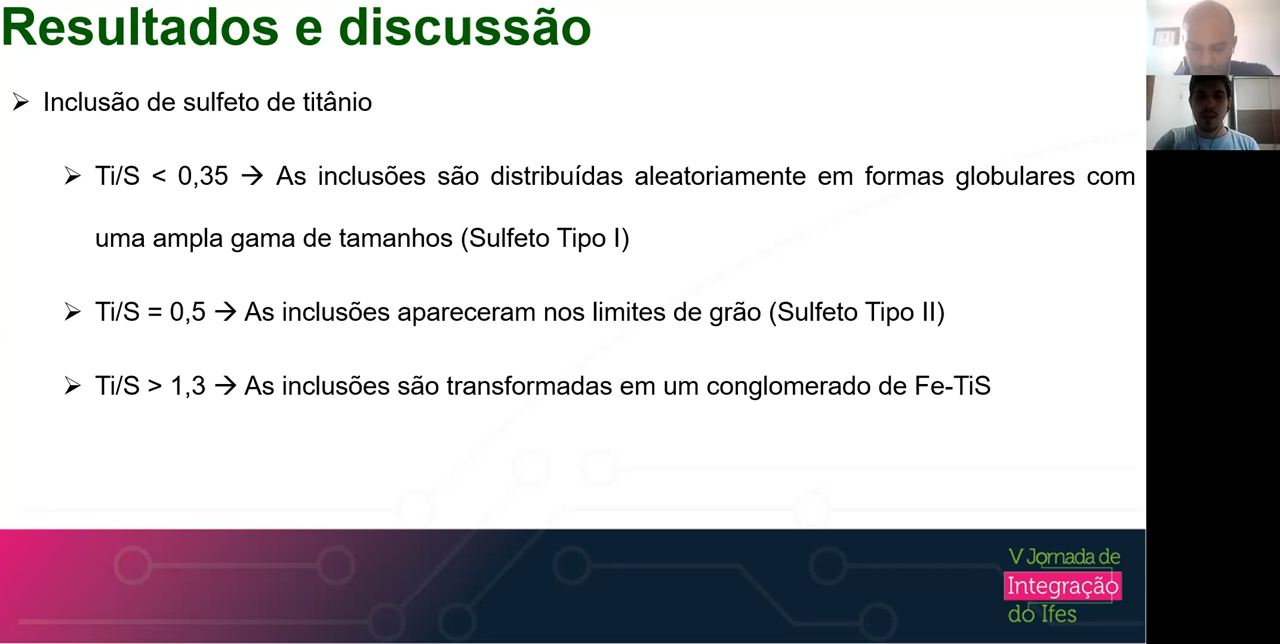 Resultados e discussão
➢ Inclusão de sulfeto de titânio
➢ Ti/S < 0,35 → As inclusões são distribuídas aleatoriamente em formas globulares com
uma ampla gama de tamanhos (Sulfeto Tipo I)
➢ Ti/S = 0,5 → As inclusões apareceram nos limites de grão (Sulfeto Tipo II)
➢ Ti/S > 1,3 → As inclusões são transformadas em um conglomerado de Fe-TiS
V Jornada de
Integração
do Ifes